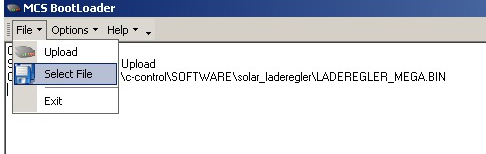 MCS BootLoader
File Options Help
Upload
Select File
Exit
Upload
\c-control\SOFTWARE\solar_laderegler\LADEREGLER_MEGA.BIN